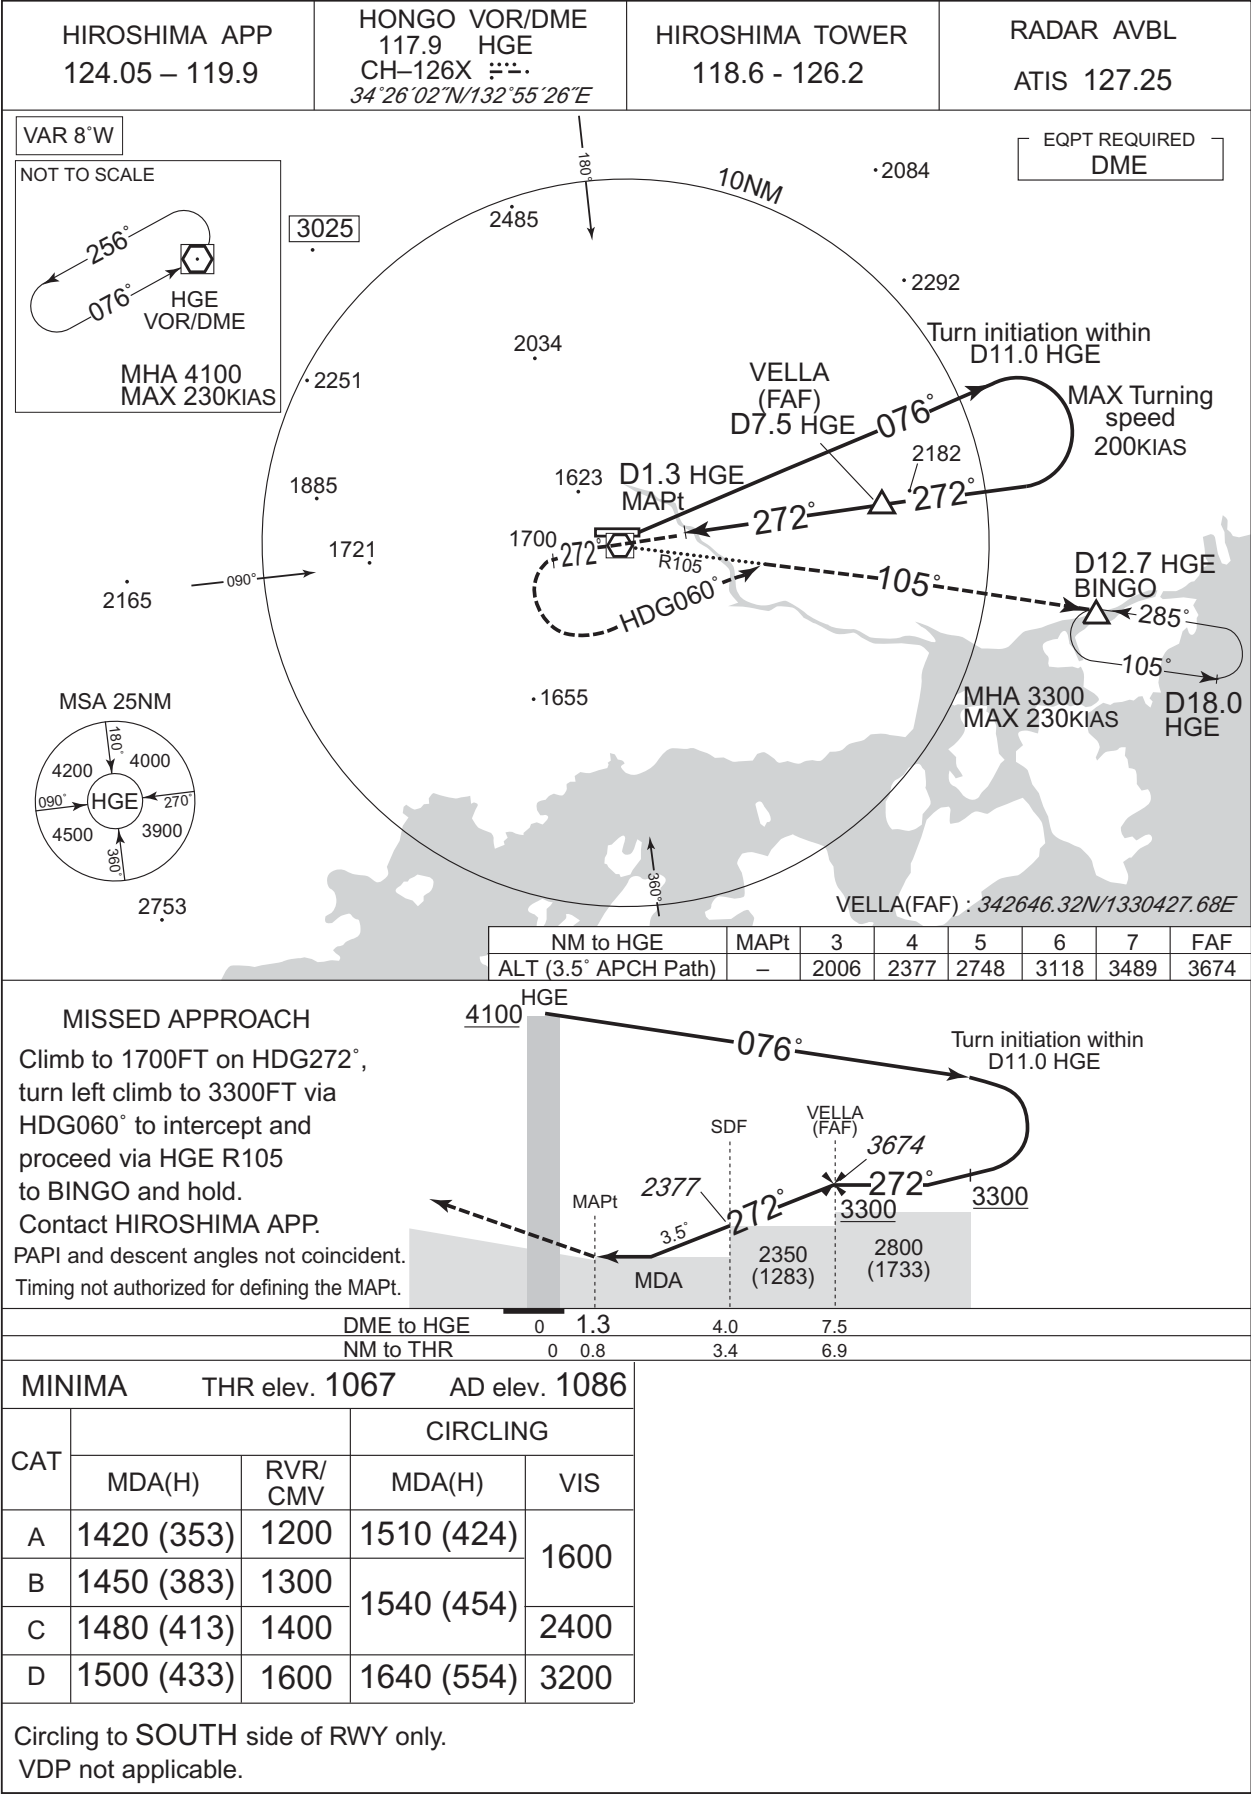 HIROSHIMA APP
124.05 – 119.9
HONGO VOR/DME
117.9 HGE
CH–126X
34°26´02˝N/132°55´26˝E
HIROSHIMA TOWER
118.6 - 126.2
RADAR AVBL
ATIS 127.25
VAR 8°W
EQPT REQUIRED
DME
NOT TO SCALE
256°
076°
HGE
VOR/DME
MHA 4100
MAX 230KIAS
180°
10NM
2084
2485
3025
2292
2034
2251
Turn initiation within
D11.0 HGE
VELLA
(FAF)
D7.5 HGE
076°
MAX Turning
speed
200KIAS
2182
1623
D1.3 HGE
MAPt
1885
272°
272°
1700
272°
1721
R105
090°
HDG060°
105°
D12.7 HGE
BINGO
285°
105°
2165
1655
MHA 3300
MAX 230KIAS
D18.0
HGE
MSA 25NM
180°
4200
4000
090°
HGE
270°
4500
3900
360°
360°
2753
VELLA(FAF) : 342646.32N/1330427.68E
NM to HGE MAPt 3 4 5 6 7 FAF
ALT (3.5° APCH Path) – 2006 2377 2748 3118 3489 3674
MISSED APPROACH
Climb to 1700FT on HDG272°,
turn left climb to 3300FT via
HDG060° to intercept and
proceed via HGE R105
to BINGO and hold.
Contact HIROSHIMA APP.
PAPI and descent angles not coincident.
Timing not authorized for defining the MAPt.
HGE
4100
076°
Turn initiation within
D11.0 HGE
SDF
VELLA
(FAF)
3674
2377
272°
272°
3300
3300
MAPt
3.5°
MDA
2350
(1283)
2800
(1733)
DME to HGE 0 1.3 4.0 7.5
NM to THR 0 0.8 3.4 6.9
MINIMA THR elev. 1067 AD elev. 1086
CAT
CIRCLING
MDA(H)
RVR/
CMV
MDA(H)
VIS
A 1420 (353) 1200 1510 (424)
1600
B 1450 (383) 1300
1540 (454)
C 1480 (413) 1400
2400
D 1500 (433) 1600 1640 (554) 3200
Circling to SOUTH side of RWY only.
VDP not applicable.